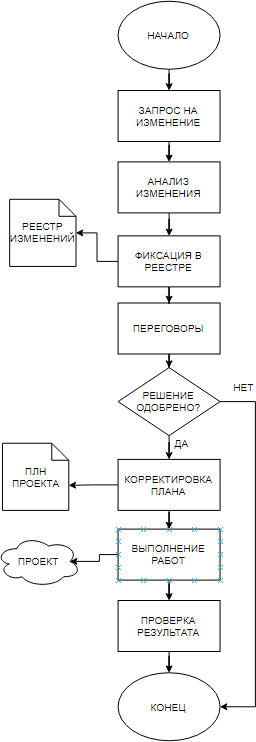 НАЧАЛО
ЗАПРОС НА
ИЗМЕНЕНИЕ
АНАЛИЗ
ИЗМЕНЕНИЯ
РЕЕСТР
ИЗМЕНЕНИЙ
ФИКСАЦИЯ В
РЕЕСТРЕ
ПЕРЕГОВОРЫ
РЕШЕНИЕ
ОДОБРЕНО?
НЕТ
ДА
ПЛН
ПРОЕКТА
КОРРЕКТИРОВКА
ПЛАНА
ПРОЕКТ
ВЫПОЛНЕНИЕ
РАБОТ
ПРОВЕРКА
РЕЗУЛЬТАТА
КОНЕЦ